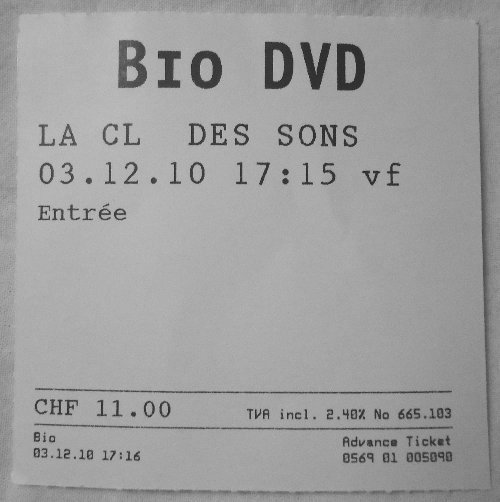 BIO DVD
LA CL  DES SONS
03.12.10 17:15 vf
Entrée
CHF 11.00 TVA incl. 2.40% No 665.103
Bio Advance Ticket
03.12.10 17:16 0569 01 005090